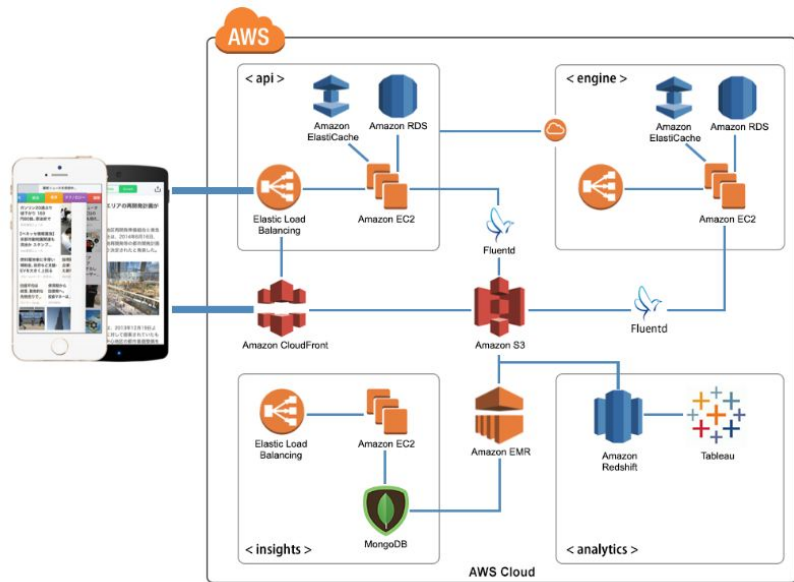 AWS
< api >
Amazon
ElastiCache
Amazon RDS
Elastic Load
Balancing
Amazon EC2
< engine >
Amazon
ElastiCache
Amazon RDS
Amazon EC2
Fluentd
Fluentd
Amazon CloudFront
Amazon S3
Elastic Load
Balancing
Amazon EC2
MongoDB
< insights >
Amazon EMR
Amazon
Redshift
Tableau
< analytics >
AWS Cloud